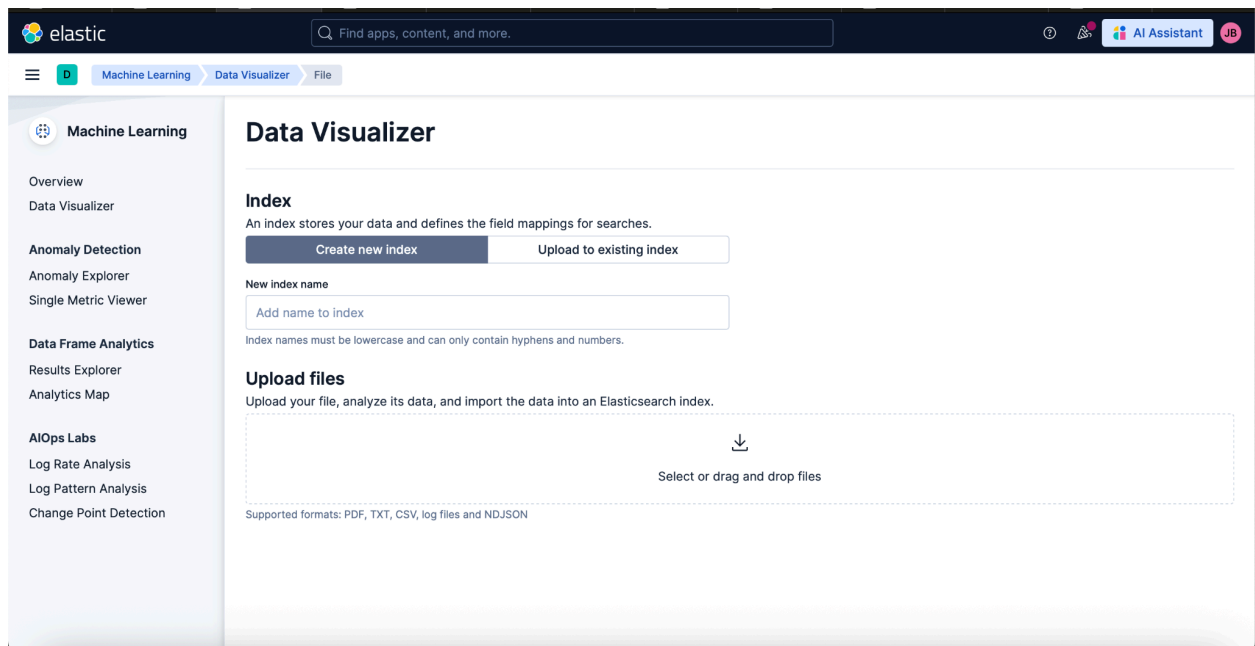 elastic
Find apps, content, and more.
AI Assistant
JB
D
Machine Learning
Data Visualizer
File
Machine Learning
Overview
Data Visualizer
Anomaly Detection
Anomaly Explorer
Single Metric Viewer
Data Frame Analytics
Results Explorer
Analytics Map
AIOps Labs
Log Rate Analysis
Log Pattern Analysis
Change Point Detection
Data Visualizer
Index
An index stores your data and defines the field mappings for searches.
Create new index
Upload to existing index
New index name
Add name to index
Index names must be lowercase and can only contain hyphens and numbers.
Upload files
Upload your file, analyze its data, and import the data into an Elasticsearch index.
Select or drag and drop files
Supported formats: PDF, TXT, CSV, log files and NDJSON